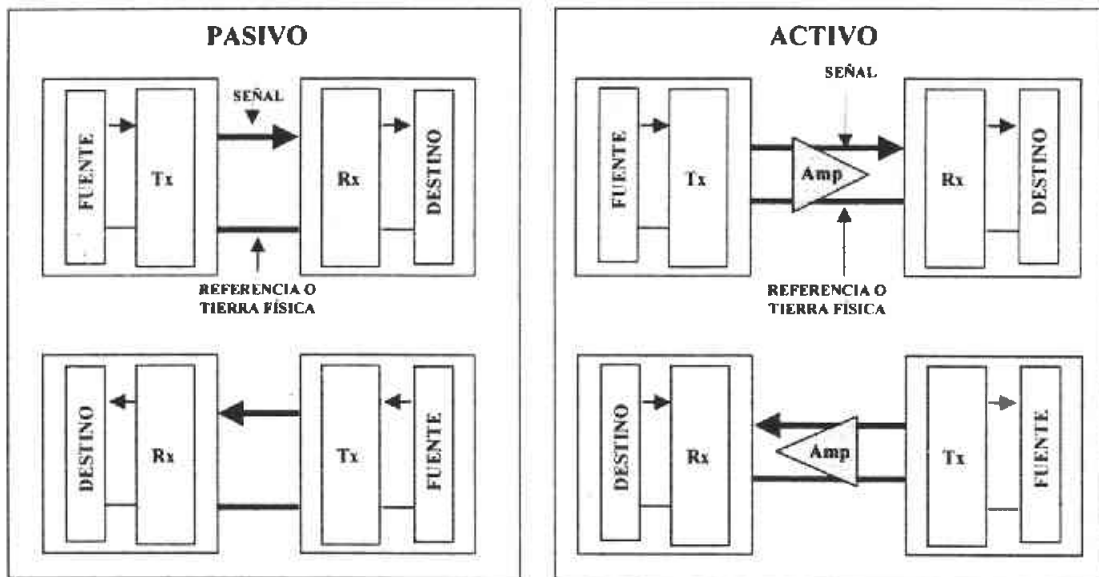 PASIVO
SEÑAL
FUENTE
Tx
Rx
DESTINO
REFERENCIA O
TIERRA FÍSICA
DESTINO
Rx
Tx
FUENTE
ACTIVO
SEÑAL
FUENTE
Tx
Amp
Rx
DESTINO
REFERENCIA O
TIERRA FÍSICA
DESTINO
Rx
Amp
Tx
FUENTE